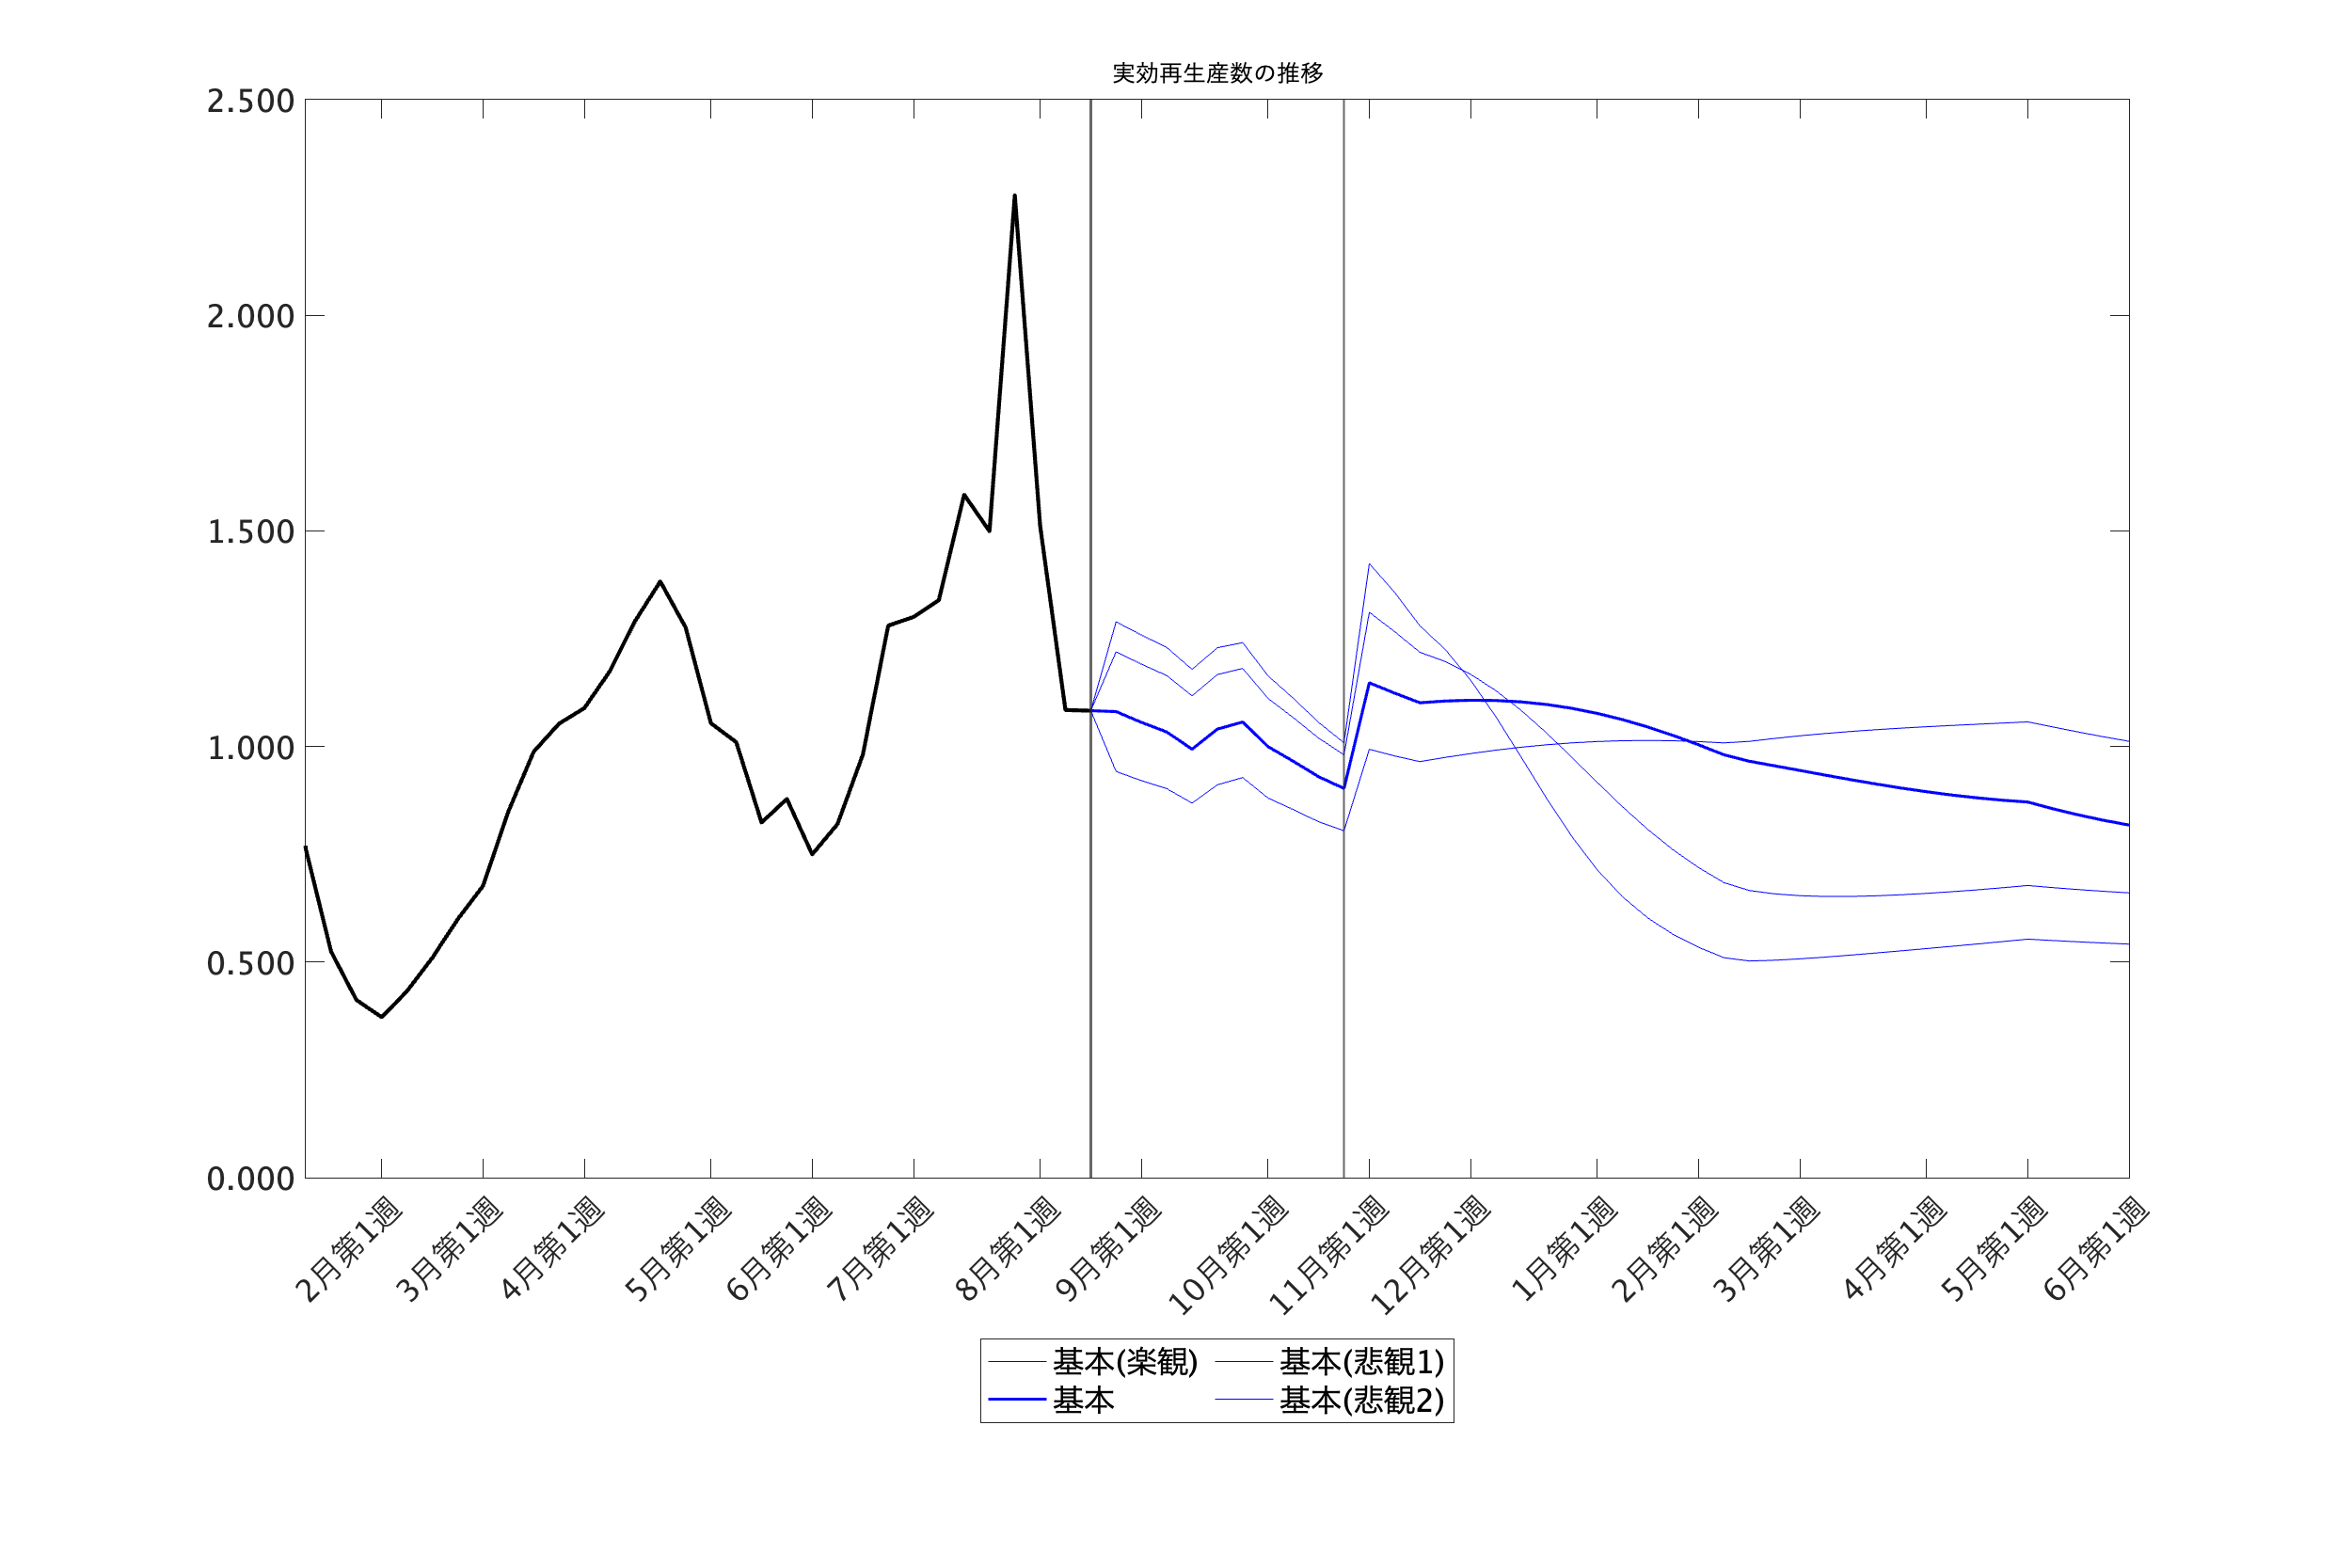 実効再生産数の推移
2.500
2.000
1.500
1.000
0.500
0.000
2月第1週
3月第1週
4月第1週
5月第1週
6月第1週
7月第1週
8月第1週
9月第1週
10月第1週
11月第1週
12月第1週
1月第1週
2月第1週
3月第1週
4月第1週
5月第1週
6月第1週
基本(楽観) 基本(悲観1)
基本 基本(悲観2)